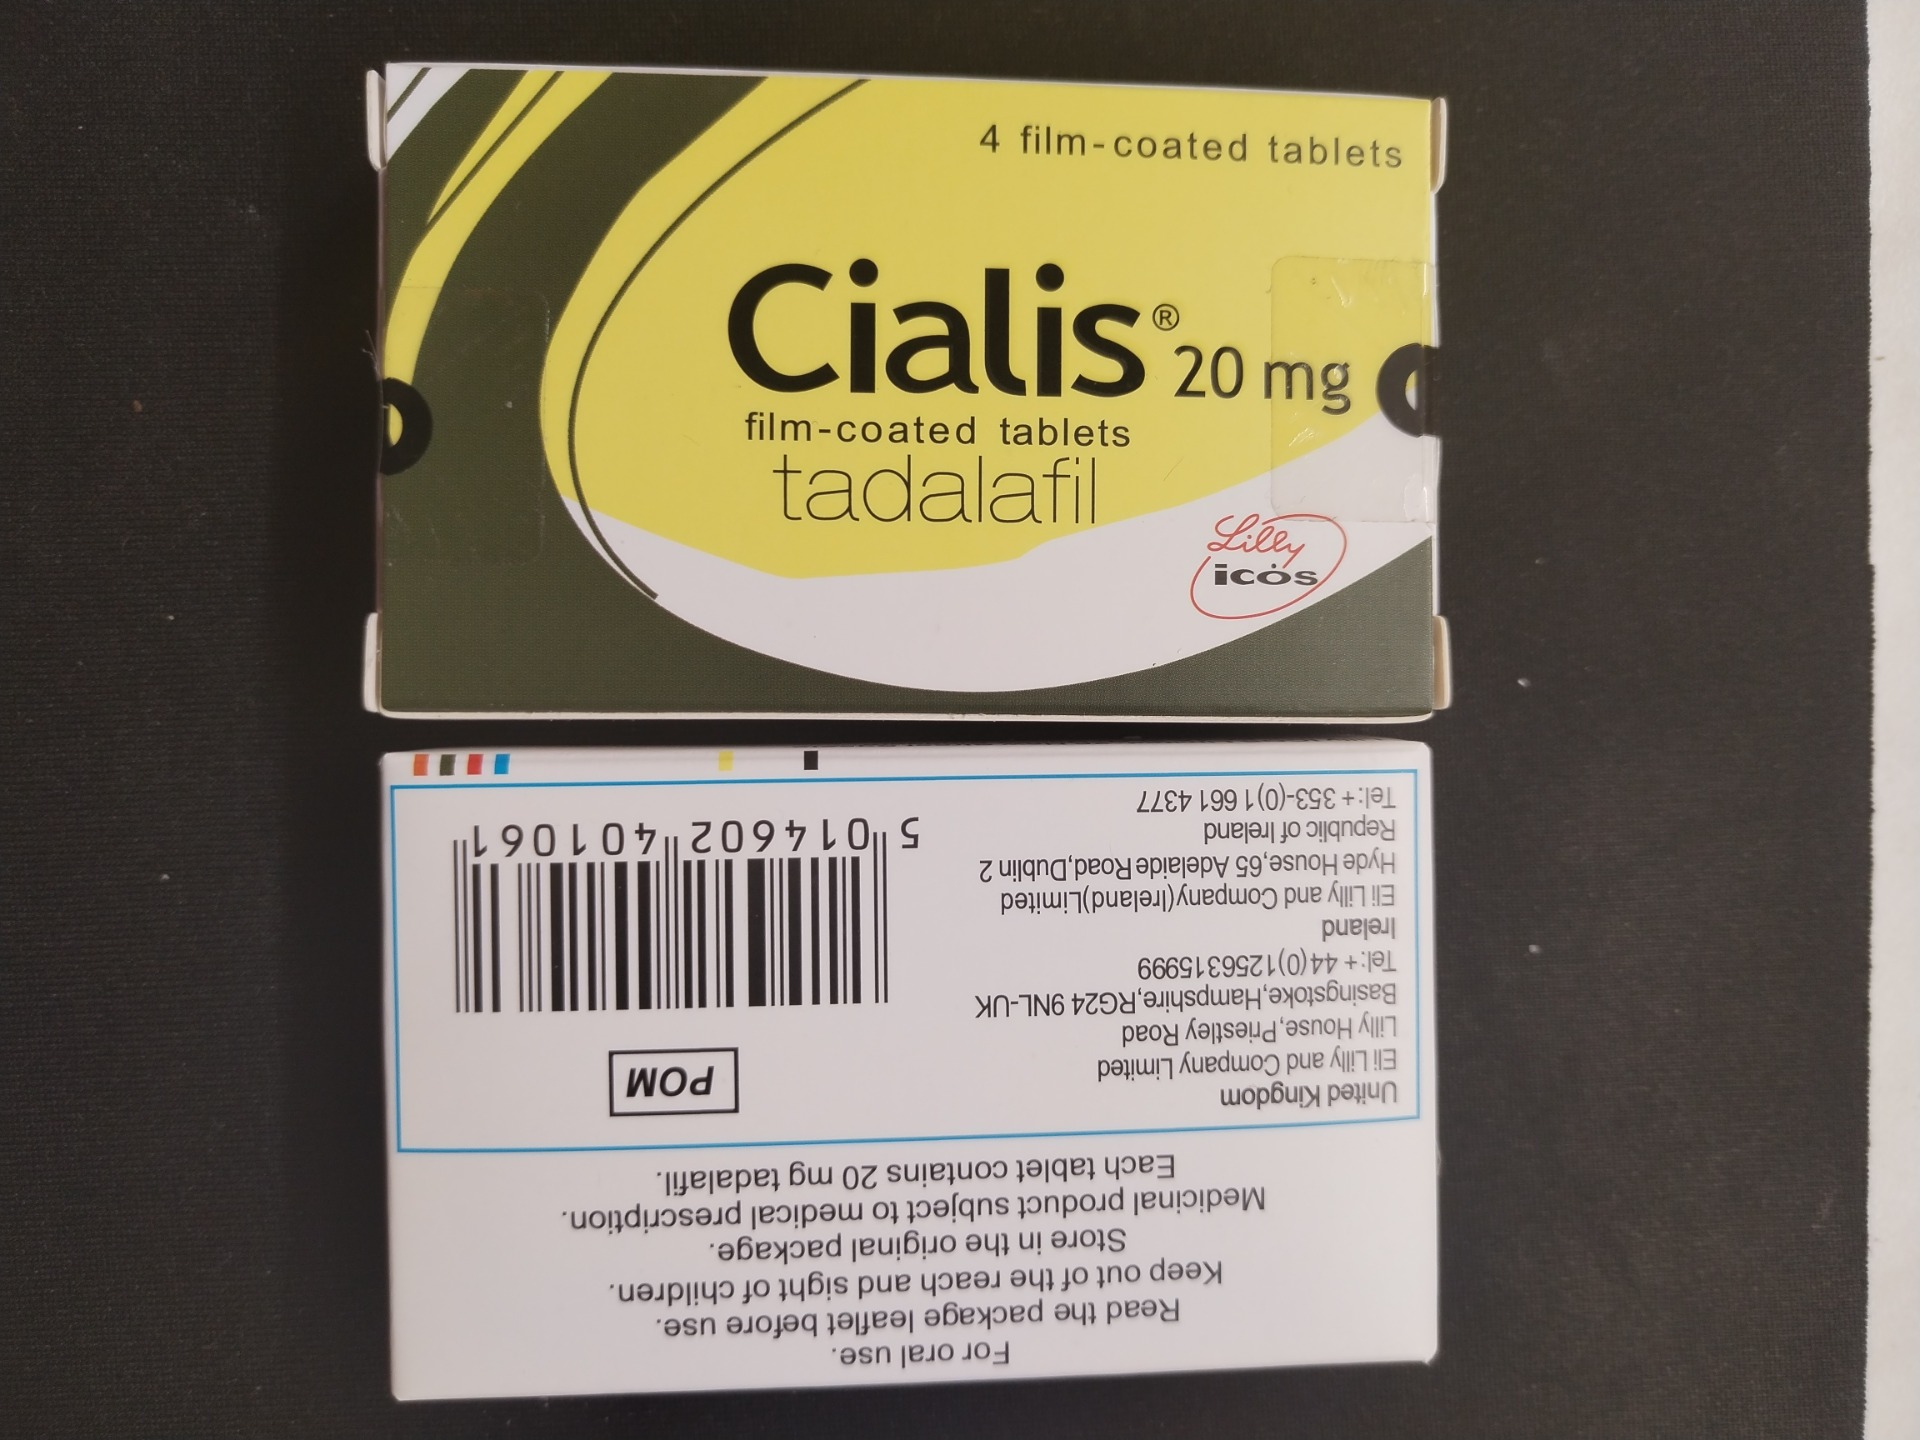 4 film-coated tablets
Cialis® 20 mg
film-coated tablets
tadalafil
Lilly
icos
For oral use.
Read the package leaflet before use.
Keep out of the reach and sight of children.
Store in the original package.
Medicinal product subject to medical prescription.
Each tablet contains 20 mg tadalafil.
United Kingdom
Eli Lilly and Company Limited
Lilly House,Priestley Road
Basingstoke,Hampshire,RG24 9NL-UK
Tel:+ 44(0)1256315999
Ireland
Eli Lilly and Company(Ireland)Limited
Hyde House,65 Adelaide Road,Dublin 2
Republic of Ireland
Tel:+ 353-(0)1 661 4377
POM
5 014602 401061